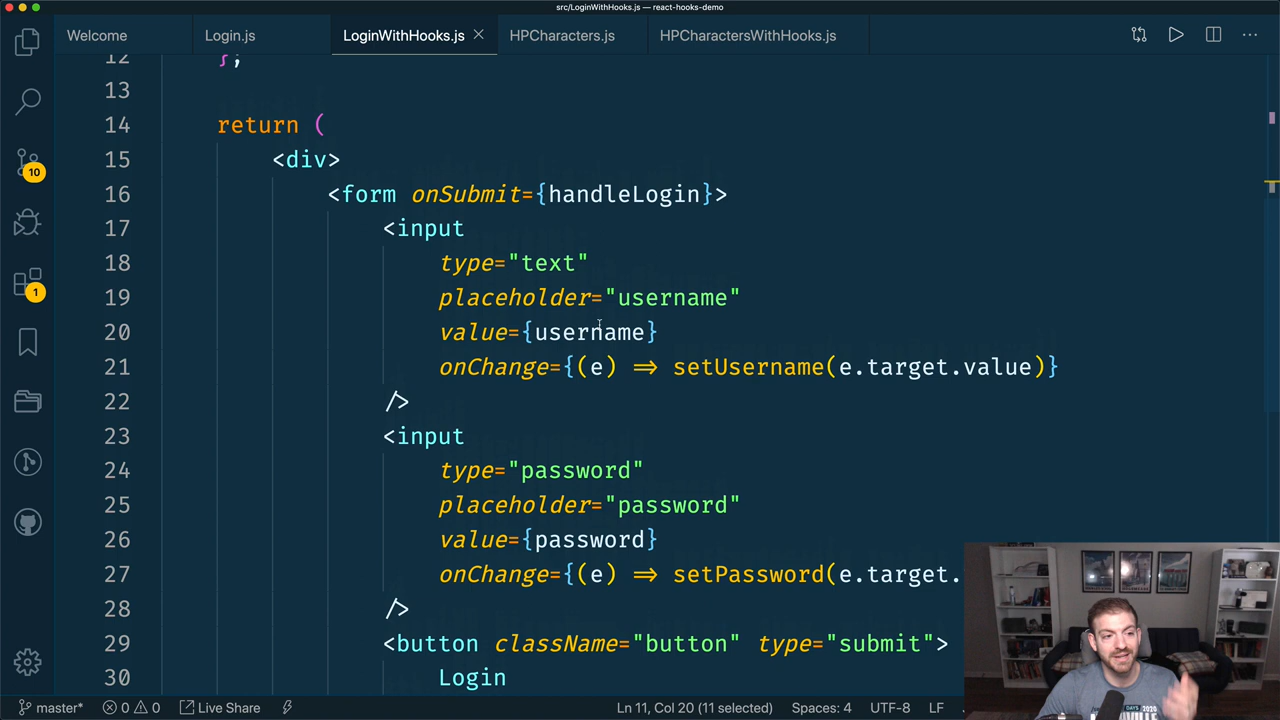 src/LoginWithHooks.js — react-hooks-demo
Welcome
Login.js
LoginWithHooks.js
HPCharacters.js
HPCharactersWithHooks.js
12 };
13
14 return (
15 <div>
16 <form onSubmit={handleLogin}>
17 <input
18 type="text"
19 placeholder="username"
20 value={username}
21 onChange={(e) => setUsername(e.target.value)}
22 />
23 <input
24 type="password"
25 placeholder="password"
26 value={password}
27 onChange={(e) => setPassword(e.target.
28 />
29 <button className="button" type="submit">
30 Login
10
1
master*
0
0
Live Share
Ln 11, Col 20 (11 selected)
Spaces: 4
UTF-8
LF
DAYS 2020